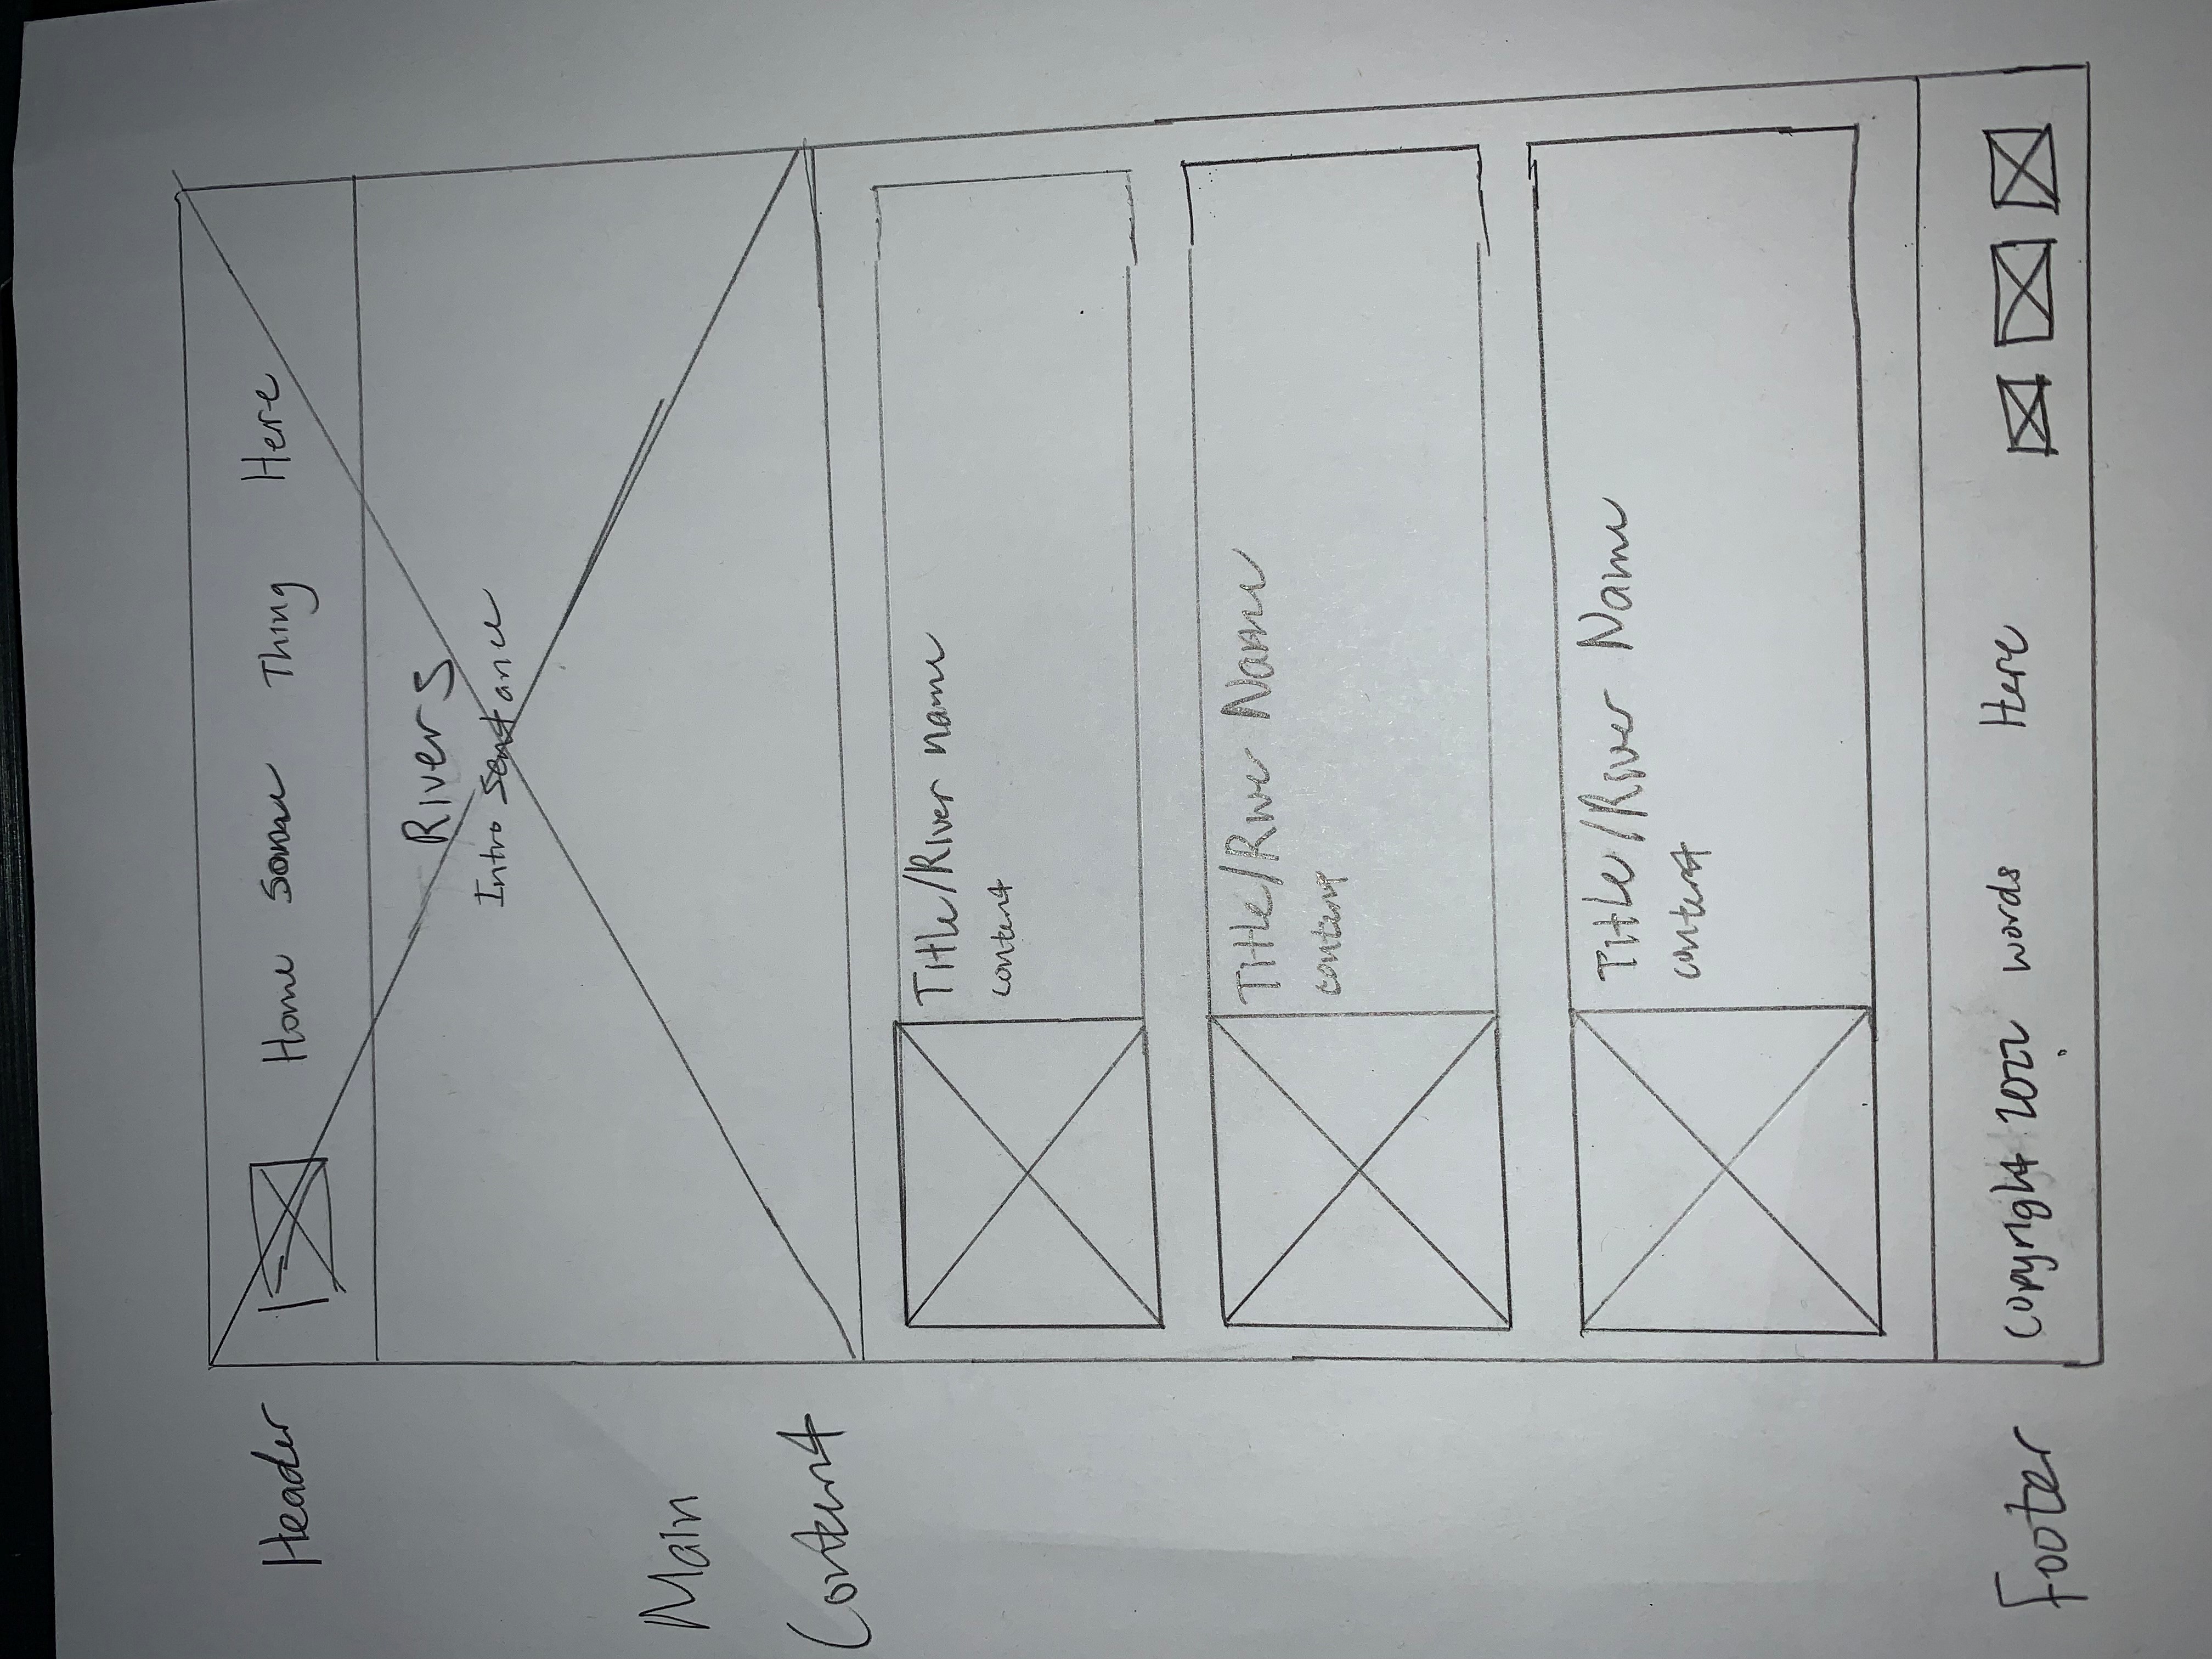 Header
Home Some Thing Here
Rivers
Intro Sentance
Main
Content
Title/River name
content
Title/River Name
content
Title/River Name
content
Footer
Copyright 2022 words Here